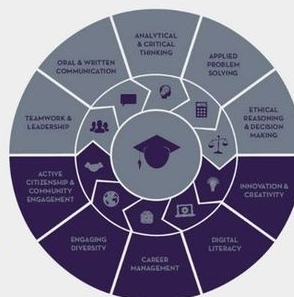 ANALYTICAL
& CRITICAL
THINKING
APPLIED
PROBLEM
SOLVING
ETHICAL
REASONING
& DECISION
MAKING
INNOVATION &
CREATIVITY
DIGITAL
LITERACY
CAREER
MANAGEMENT
ENGAGING
DIVERSITY
ACTIVE
CITIZENSHIP &
COMMUNITY
ENGAGEMENT
TEAMWORK &
LEADERSHIP
ORAL & WRITTEN
COMMUNICATION